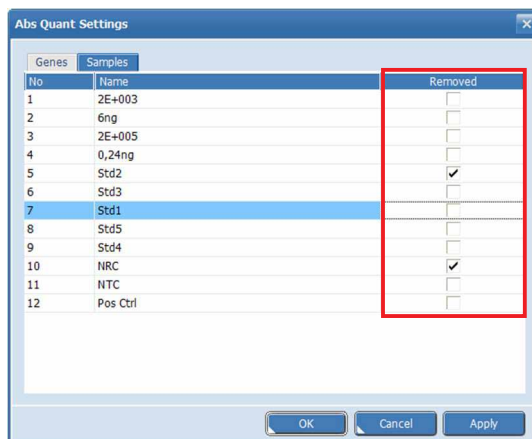 Abs Quant Settings
Genes Samples
No Name Removed
1 2E+003
2 6ng
3 2E+005
4 0,24ng
5 Std2
6 Std3
7 Std1
8 Std5
9 Std4
10 NRC
11 NTC
12 Pos Ctrl
OK Cancel Apply